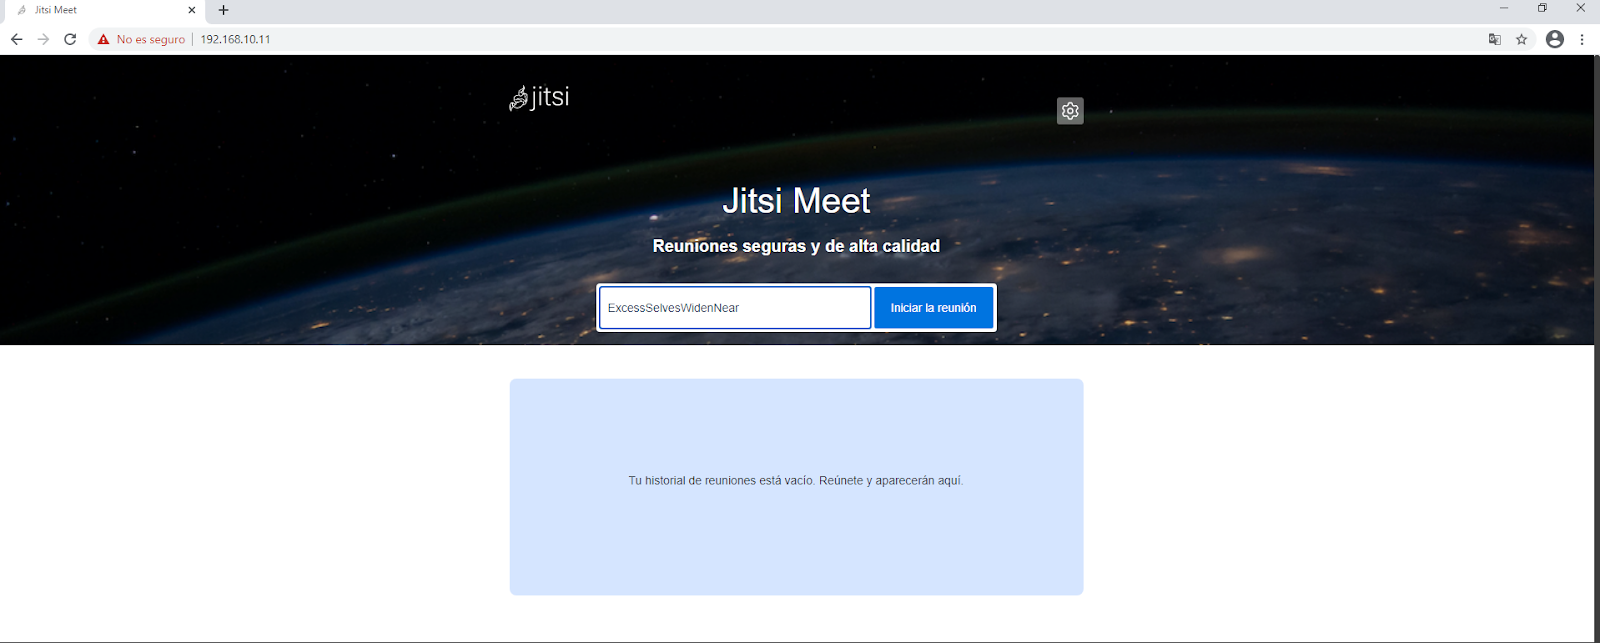 Jitsi Meet
No es seguro 192.168.10.11
jitsi
Jitsi Meet
Reuniones seguras y de alta calidad
ExcessSelvesWidenNear
Iniciar la reunión
Tu historial de reuniones está vacío. Reúnete y aparecerán aquí.